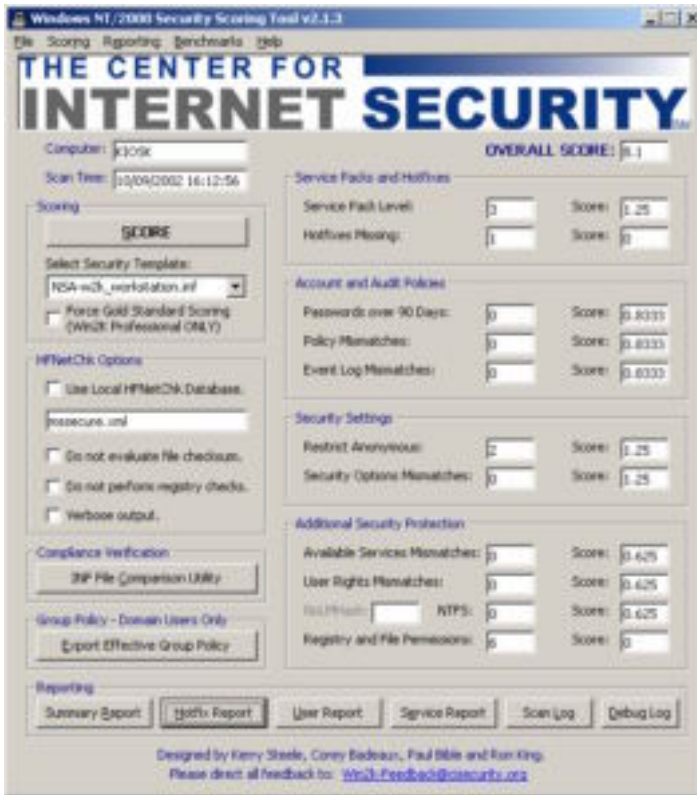 Windows NT/2000 Security Scoring Tool v2.1.3
File Scoring Reporting Benchmarks Help
THE CENTER FOR
INTERNET SECURITY
Computer: KIOSK
OVERALL SCORE: 8.1
Scan Time: 10/09/2002 16:12:56
Scoring
SCORE
Select Security Template:
NSA-w2k_workstation.inf
Force Gold Standard Scoring
(Win2K Professional ONLY)
HFNetChk Options
Use Local HFNetChk Database.
mssecure.xml
Do not evaluate file checksum.
Do not perform registry checks.
Verbose output.
Compliance Verification
INF File Comparison Utility
Group Policy - Domain Users Only
Export Effective Group Policy
Service Packs and Hotfixes
Service Pack Level: 3 Score: 1.25
Hotfixes Missing: 1 Score: 0
Account and Audit Policies
Passwords over 90 Days: 0 Score: 0.8333
Policy Mismatches: 0 Score: 0.8333
Event Log Mismatches: 0 Score: 0.8333
Security Settings
Restrict Anonymous: 2 Score: 1.25
Security Options Mismatches: 0 Score: 1.25
Additional Security Protection
Available Services Mismatches: 0 Score: 0.625
User Rights Mismatches: 0 Score: 0.625
NoLMHash: NTFS: 0 Score: 0.625
Registry and File Permissions: 6 Score: 0
Reporting
Summary Report Hotfix Report User Report Service Report Scan Log Debug Log
Designed by Kerry Steele, Corey Badeaux, Paul Bible and Ron King.
Please direct all feedback to: Win2k-Feedback@cisecurity.org